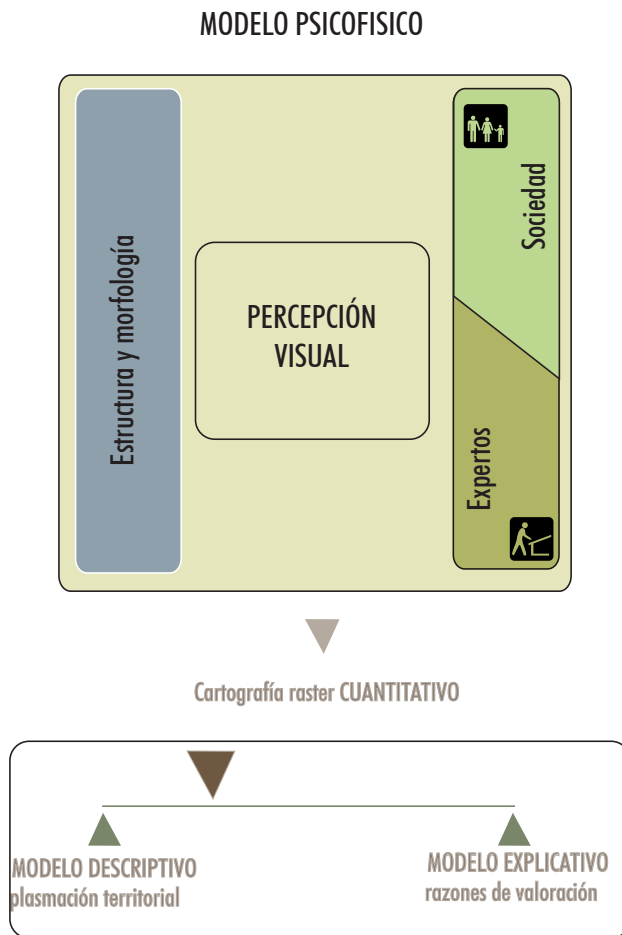 MODELO PSICOFISICO
Estructura y morfología
PERCEPCIÓN
VISUAL
Sociedad
Expertos
Cartografía raster CUANTITATIVO
MODELO DESCRIPTIVO
plasmación territorial
MODELO EXPLICATIVO
razones de valoración